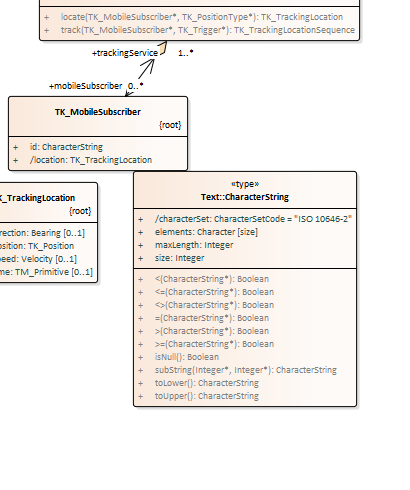 + locate(TK_MobileSubscriber*, TK_PositionType*): TK_TrackingLocation
+ track(TK_MobileSubscriber*, TK_Trigger*): TK_TrackingLocationSequence
+trackingService 1..*
+mobileSubscriber 0..*
TK_MobileSubscriber
{root}
+ id: CharacterString
+ /location: TK_TrackingLocation
K_TrackingLocation
{root}
rection: Bearing [0..1]
osition: TK_Position
peed: Velocity [0..1]
me: TM_Primitive [0..1]
«type»
Text::CharacterString
+ /characterSet: CharacterSetCode = "ISO 10646-2"
+ elements: Character [size]
+ maxLength: Integer
+ size: Integer
+ <(CharacterString*): Boolean
+ <=(CharacterString*): Boolean
+ <>(CharacterString*): Boolean
+ =(CharacterString*): Boolean
+ >(CharacterString*): Boolean
+ >=(CharacterString*): Boolean
+ isNull(): Boolean
+ subString(Integer*, Integer*): CharacterString
+ toLower(): CharacterString
+ toUpper(): CharacterString